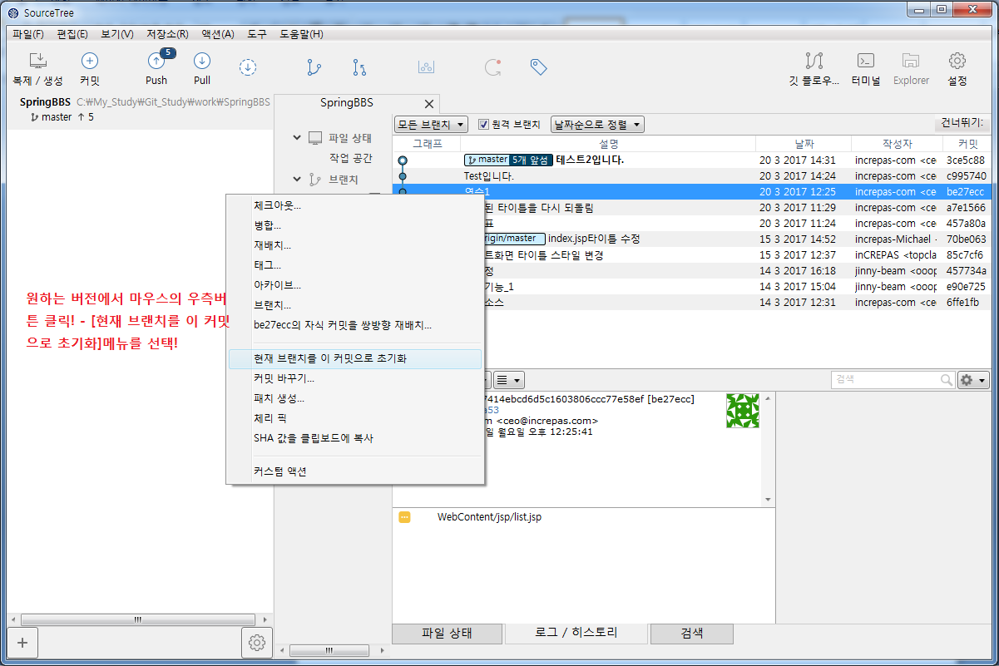 SourceTree
파일(F) 편집(E) 보기(V) 저장소(R) 액션(A) 도구 도움말(H)
5
복제 / 생성 커밋 Push Pull 깃 플로우... 터미널 Explorer 설정
SpringBBS C:\My_Study\Git_Study\work\SpringBBS
master ↑ 5
SpringBBS
파일 상태
작업 공간
브랜치
모든 브랜치 원격 브랜치 날짜순으로 정렬 건너뛰기:
그래프 설명 날짜 작성자 커밋
master 5개 앞섬 테스트2입니다. 20 3 2017 14:31 increpas-com <ce 3ce5c88
Test입니다. 20 3 2017 14:24 increpas-com <ce c995740
연습1 20 3 2017 12:25 increpas-com <ce be27ecc
된 타이틀을 다시 되돌림 20 3 2017 11:29 increpas-com <ce a7e1566
표 20 3 2017 11:24 increpas-com <ce 457a80a
rigin/master index.jsp타이틀 수정 15 3 2017 14:52 increpas-Michael 70be063
트화면 타이틀 스타일 변경 15 3 2017 12:37 inCREPAS <topcla 85c7cf6
정 14 3 2017 16:18 jinny-beam <ooop 457734a
기능_1 14 3 2017 15:04 jinny-beam <ooop e90e725
소스 14 3 2017 12:31 increpas-com <ce 6ffe1fb
체크아웃...
병합...
재배치...
태그...
아카이브...
브랜치...
be27ecc의 자식 커밋을 쌍방향 재배치...
현재 브랜치를 이 커밋으로 초기화
커밋 바꾸기...
패치 생성...
체리 픽
SHA 값을 클립보드에 복사
커스텀 액션
원하는 버전에서 마우스의 우측버
튼 클릭! - [현재 브랜치를 이 커밋
으로 초기화]메뉴를 선택!
검색
7414ebcd6d5c1603806ccc77e58ef [be27ecc]
a53
m <ceo@increpas.com>
일 월요일 오후 12:25:41
WebContent/jsp/list.jsp
파일 상태 로그 / 히스토리 검색